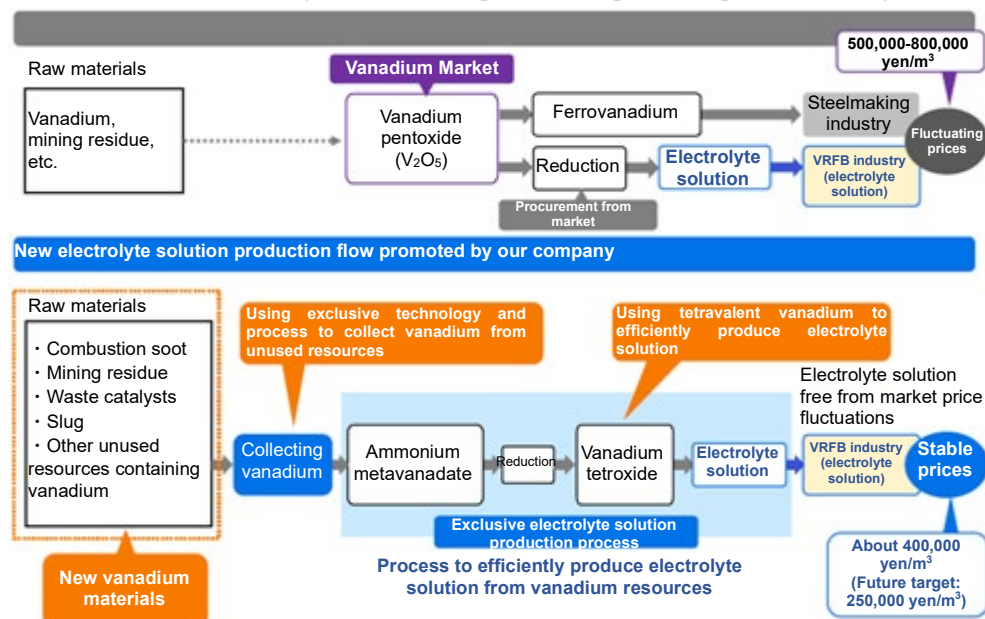 500,000-800,000
yen/m³
Raw materials
Vanadium Market
Vanadium,
mining residue,
etc.
Vanadium
pentoxide
(V₂O₅)
Ferrovanadium
Steelmaking
industry
Fluctuating
prices
Reduction
Electrolyte
solution
VRFB industry
(electrolyte
solution)
Procurement from
market
New electrolyte solution production flow promoted by our company
Raw materials
・Combustion soot
・Mining residue
・Waste catalysts
・Slug
・Other unused
resources containing
vanadium
New vanadium
materials
Using exclusive technology and
process to collect vanadium from
unused resources
Using tetravalent vanadium to
efficiently produce electrolyte
solution
Collecting
vanadium
Ammonium
metavanadate
Reduction
Vanadium
tetroxide
Electrolyte
solution
Electrolyte solution
free from market price
fluctuations
VRFB industry
(electrolyte
solution)
Stable
prices
Exclusive electrolyte solution
production process
Process to efficiently produce electrolyte
solution from vanadium resources
About 400,000
yen/m³
(Future target:
250,000 yen/m³)